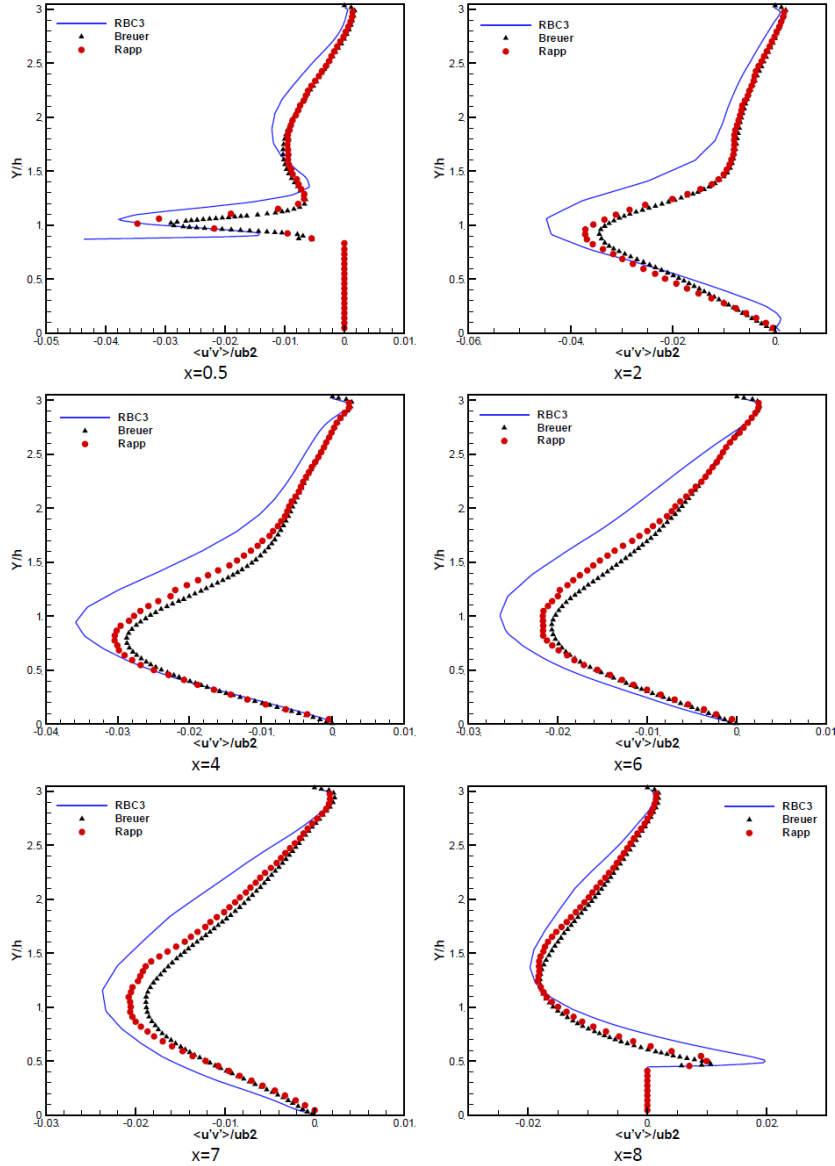 3.
RBC3
Breuer
Rapp
2.5
2.
Y/h
1.5
1.
0.5
0.
-0.05 -0.04. -0.03. -0.02. -0.01. 0. 0.01.
<u'v'>/ub2
x=0.5
3.
RBC3
Breuer
Rapp
2.5
2.
Y/h
1.5
1.
0.5
0.
-0.06. -0.04. -0.02. 0.
<u'v'>/ub2
x=2
3.
RBC3
Breuer
Rapp
2.5
2.
Y/h
1.5
1.
0.5
0.
-0.04 -0.03. -0.02. -0.01. 0. 0.01.
<u'v'>/ub2
x=4
3.
RBC3
Breuer
Rapp
2.5
2.
Y/h
1.5
1.
0.5
0.
-0.03. -0.02. -0.01. 0. 0.01
<u'v'>/ub2
x=6
3.
RBC3
Breuer
Rapp
2.5
2.
Y/h
1.5
1.
0.5
0.
-0.03. -0.02. -0.01. 0. 0.01.
<u'v'>/ub2
x=7
3.
RBC3
Breuer
Rapp
2.5
2.
Y/h
1.5
1.
0.5
0.
-0.02. 0. 0.02.
<u'v'>/ub2
x=8